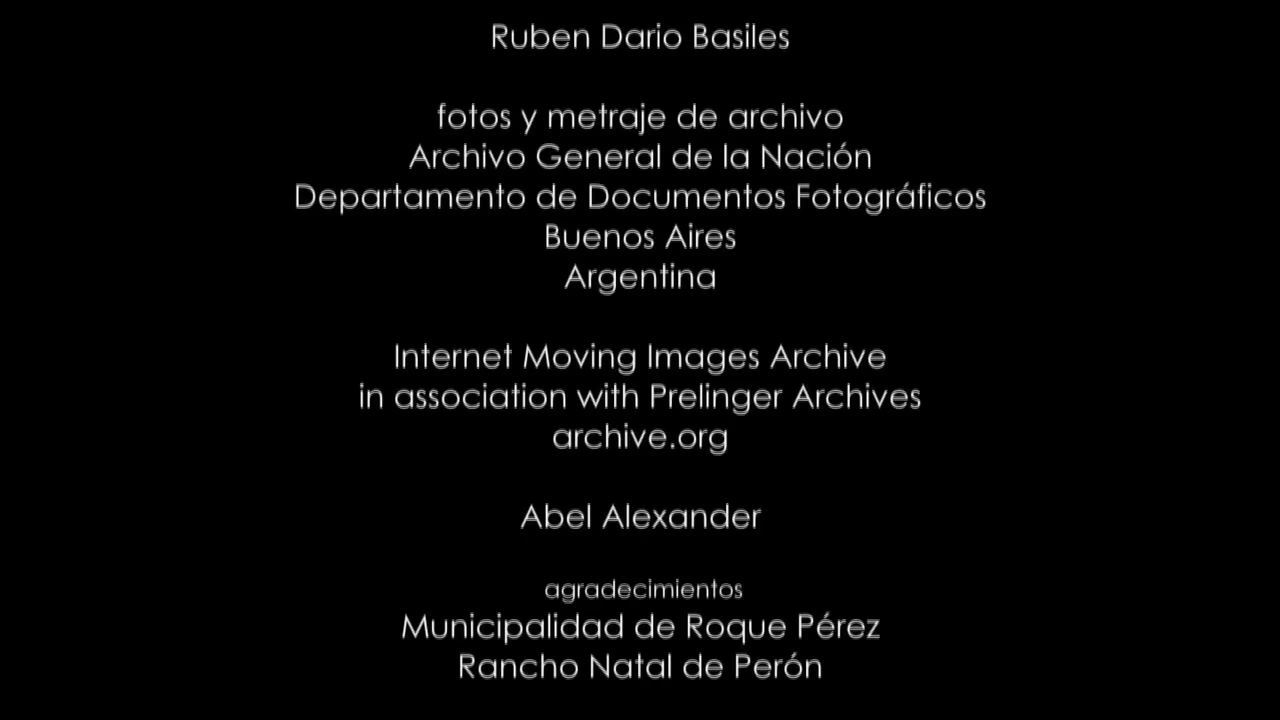 Ruben Dario Basiles
fotos y metraje de archivo
Archivo General de la Nación
Departamento de Documentos Fotográficos
Buenos Aires
Argentina
Internet Moving Images Archive
in association with Prelinger Archives
archive.org
Abel Alexander
agradecimientos
Municipalidad de Roque Pérez
Rancho Natal de Perón